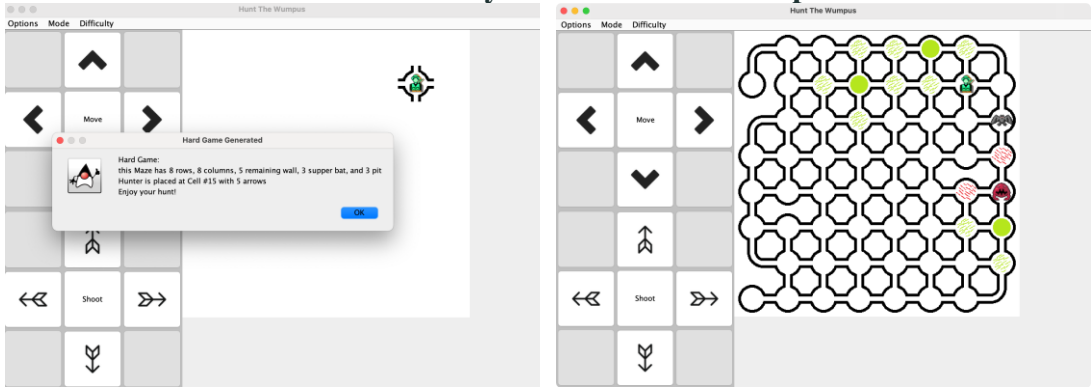 Hunt The Wumpus
Options Mode Difficulty
Move
Hard Game Generated
Hard Game:
this Maze has 8 rows, 8 columns, 5 remaining wall, 3 supper bat, and 3 pit
Hunter is placed at Cell #15 with 5 arrows
Enjoy your hunt!
OK
Shoot
Hunt The Wumpus
Options Mode Difficulty
Move
Shoot